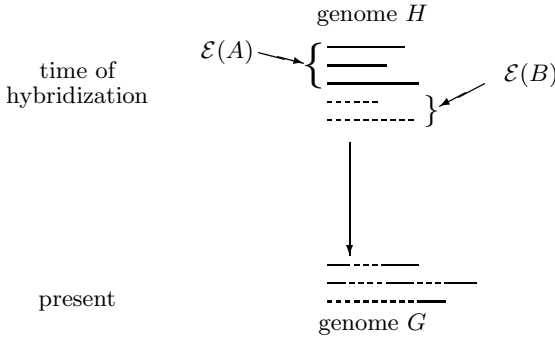 genome H
ℰ(A)
ℰ(B)
time of
hybridization
present
genome G